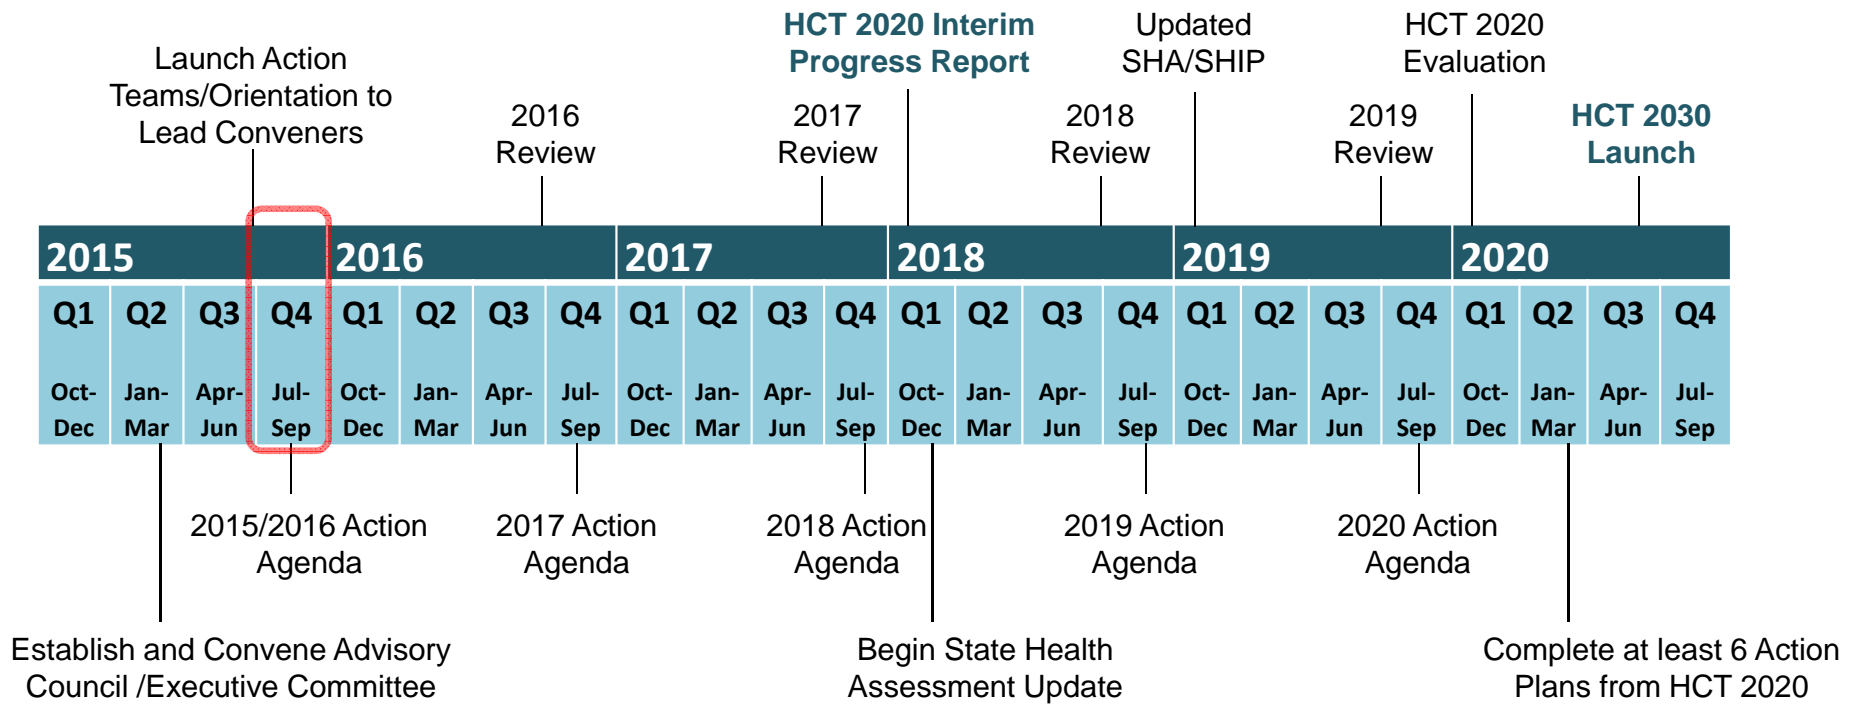 Launch Action
Teams/Orientation to
Lead Conveners
2016
Review
2017
Review
HCT 2020 Interim
Progress Report
2018
Review
Updated
SHA/SHIP
2019
Review
HCT 2020
Evaluation
HCT 2030
Launch
2015 2016 2017 2018 2019 2020
Q1 Q2 Q3 Q4 Q1 Q2 Q3 Q4 Q1 Q2 Q3 Q4 Q1 Q2 Q3 Q4 Q1 Q2 Q3 Q4 Q1 Q2 Q3 Q4
Oct- Jan- Apr- Jul- Oct- Jan- Apr- Jul- Oct- Jan- Apr- Jul- Oct- Jan- Apr- Jul- Oct- Jan- Apr- Jul- Oct- Jan- Apr- Jul-
Dec Mar Jun Sep Dec Mar Jun Sep Dec Mar Jun Sep Dec Mar Jun Sep Dec Mar Jun Sep Dec Mar Jun Sep
2015/2016 Action
Agenda
2017 Action
Agenda
2018 Action
Agenda
2019 Action
Agenda
2020 Action
Agenda
Establish and Convene Advisory
Council /Executive Committee
Begin State Health
Assessment Update
Complete at least 6 Action
Plans from HCT 2020